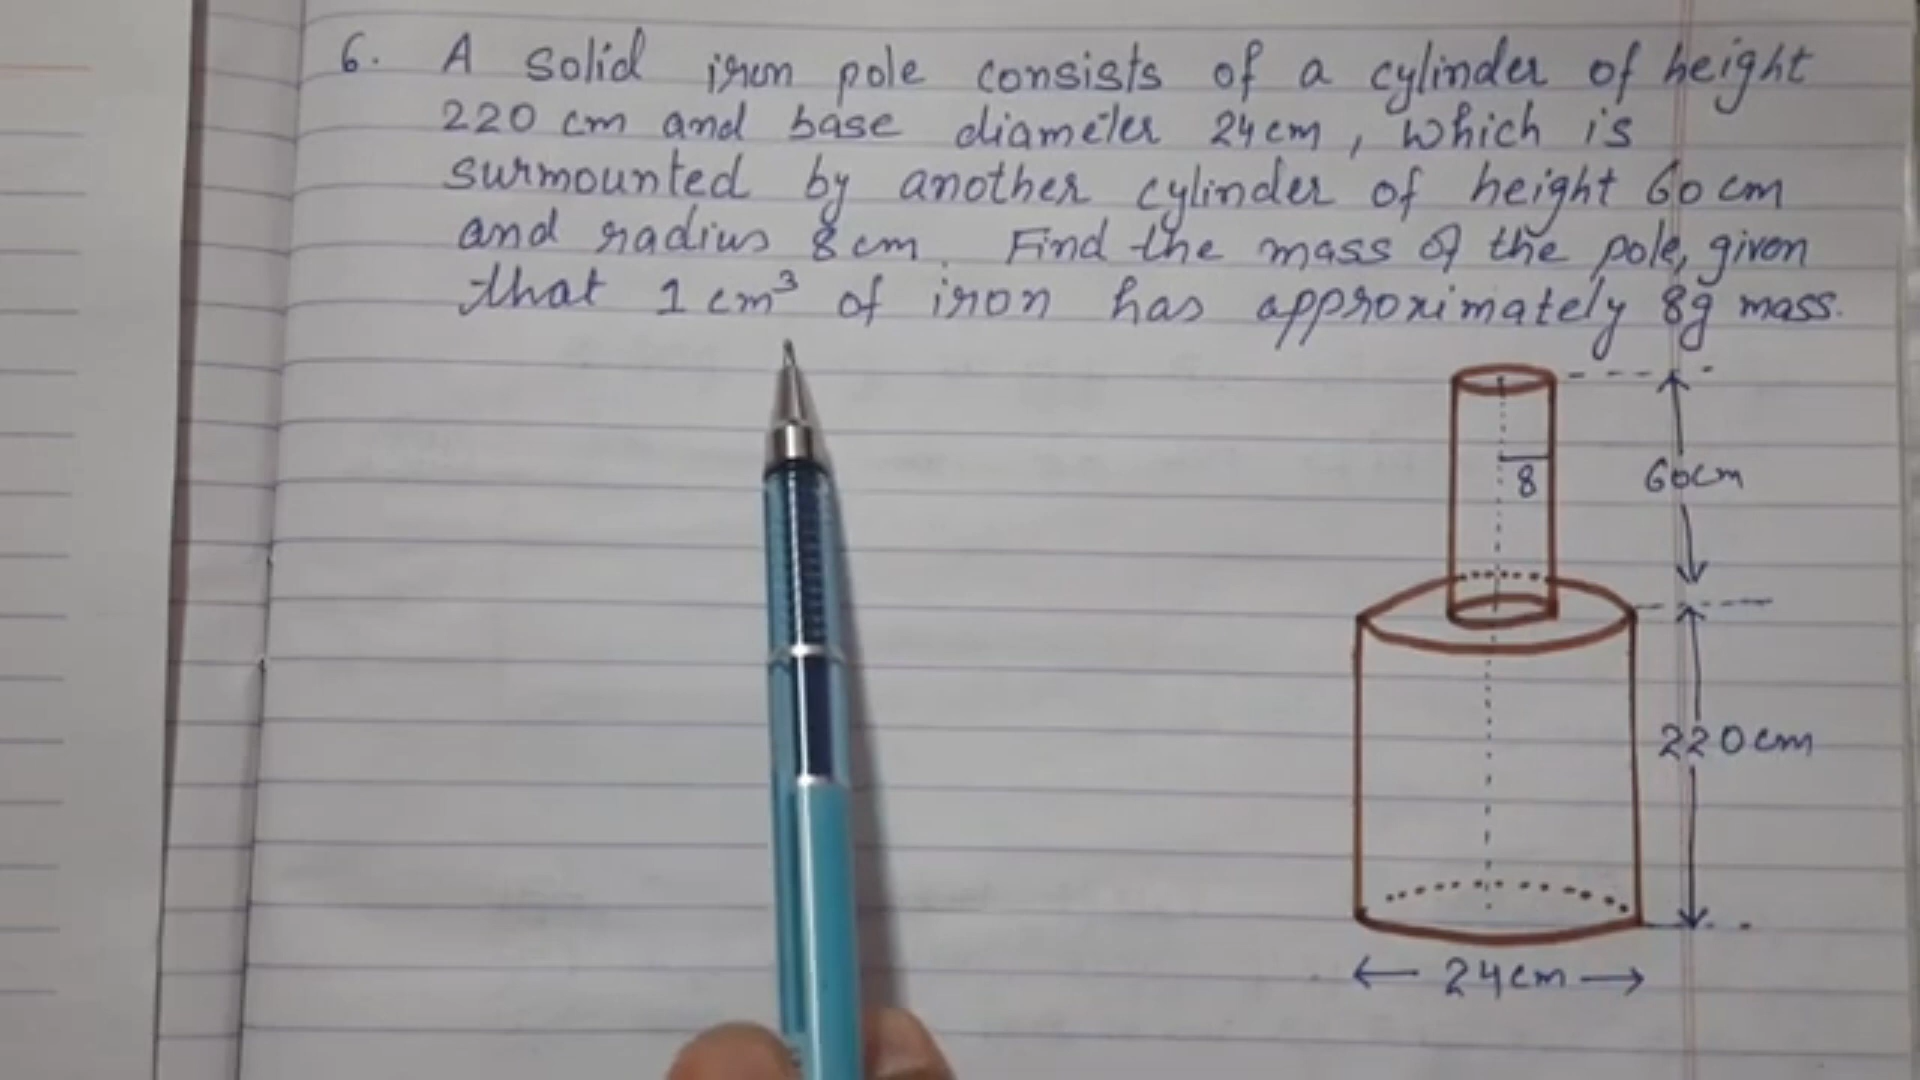 6. A solid iron pole consists of a cylinder of height
220 cm and base diameter 24cm, which is
surmounted by another cylinder of height 60 cm
and radius 8 cm. Find the mass of the pole, given
that 1 cm³ of iron has approximately 8g mass.
8
60cm
220cm
24cm